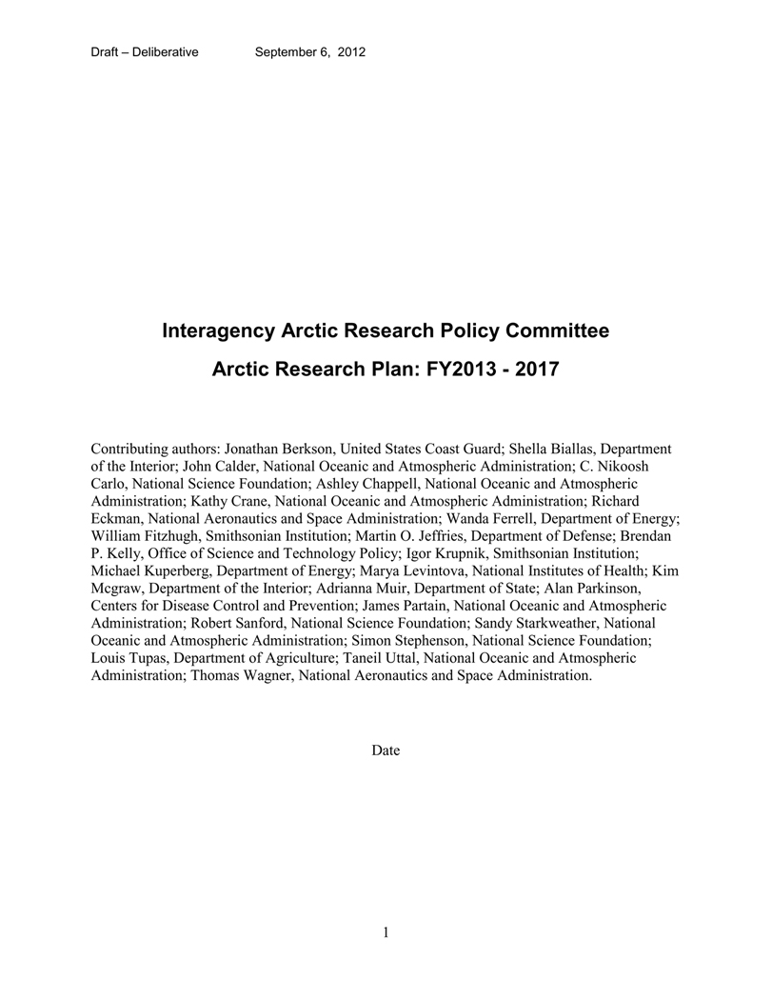 Draft – Deliberative September 6, 2012
Interagency Arctic Research Policy Committee
Arctic Research Plan: FY2013 - 2017
Contributing authors: Jonathan Berkson, United States Coast Guard; Shella Biallas, Department
of the Interior; John Calder, National Oceanic and Atmospheric Administration; C. Nikoosh
Carlo, National Science Foundation; Ashley Chappell, National Oceanic and Atmospheric
Administration; Kathy Crane, National Oceanic and Atmospheric Administration; Richard
Eckman, National Aeronautics and Space Administration; Wanda Ferrell, Department of Energy;
William Fitzhugh, Smithsonian Institution; Martin O. Jeffries, Department of Defense; Brendan
P. Kelly, Office of Science and Technology Policy; Igor Krupnik, Smithsonian Institution;
Michael Kuperberg, Department of Energy; Marya Levintova, National Institutes of Health; Kim
Mcgraw, Department of the Interior; Adrianna Muir, Department of State; Alan Parkinson,
Centers for Disease Control and Prevention; James Partain, National Oceanic and Atmospheric
Administration; Robert Sanford, National Science Foundation; Sandy Starkweather, National
Oceanic and Atmospheric Administration; Simon Stephenson, National Science Foundation;
Louis Tupas, Department of Agriculture; Taneil Uttal, National Oceanic and Atmospheric
Administration; Thomas Wagner, National Aeronautics and Space Administration.
Date
1